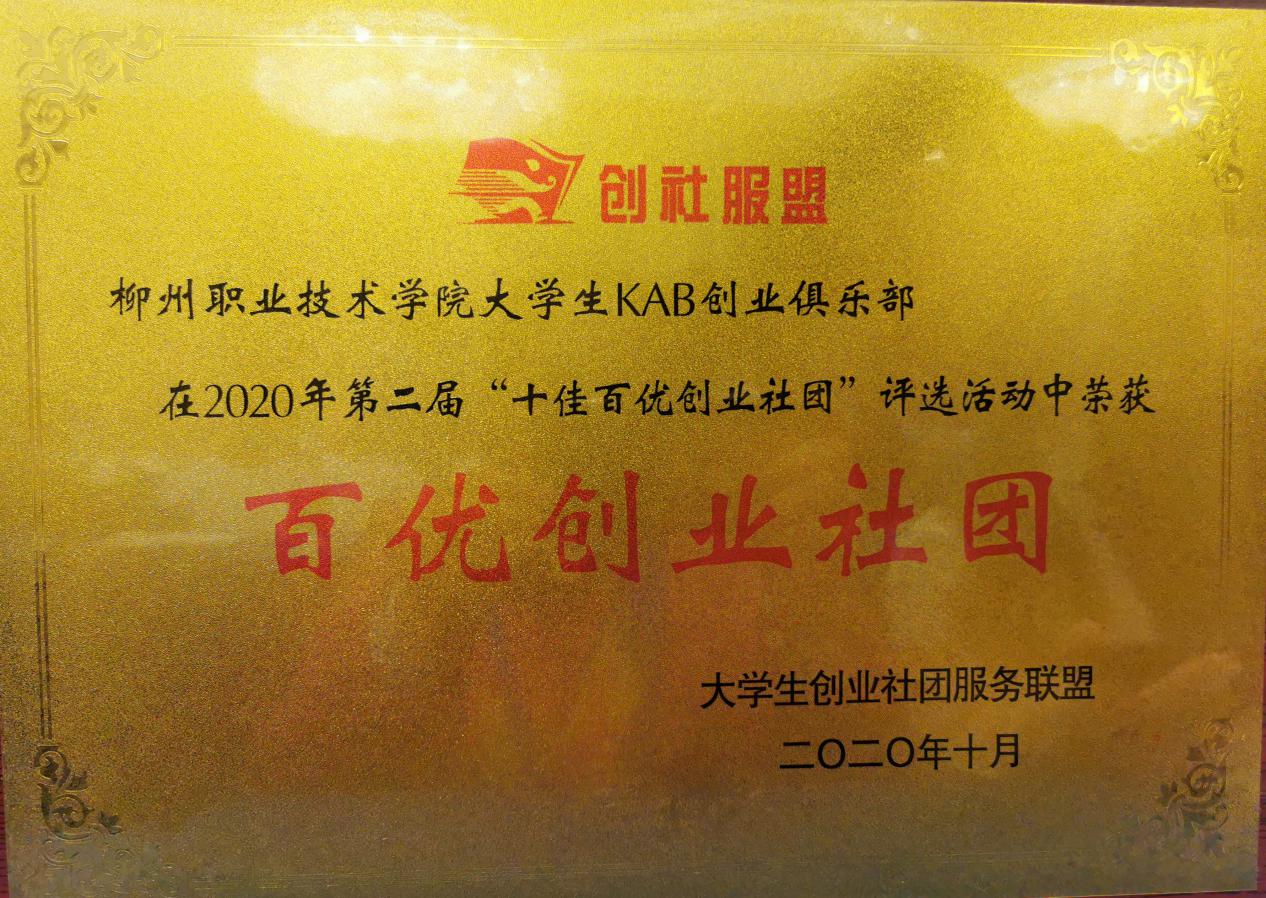 创社服盟
柳州职业技术学院大学生KAB创业俱乐部
在2020年第二届“十佳百优创业社团”评选活动中荣获
百优创业社团
大学生创业社团服务联盟
二〇二〇年十月